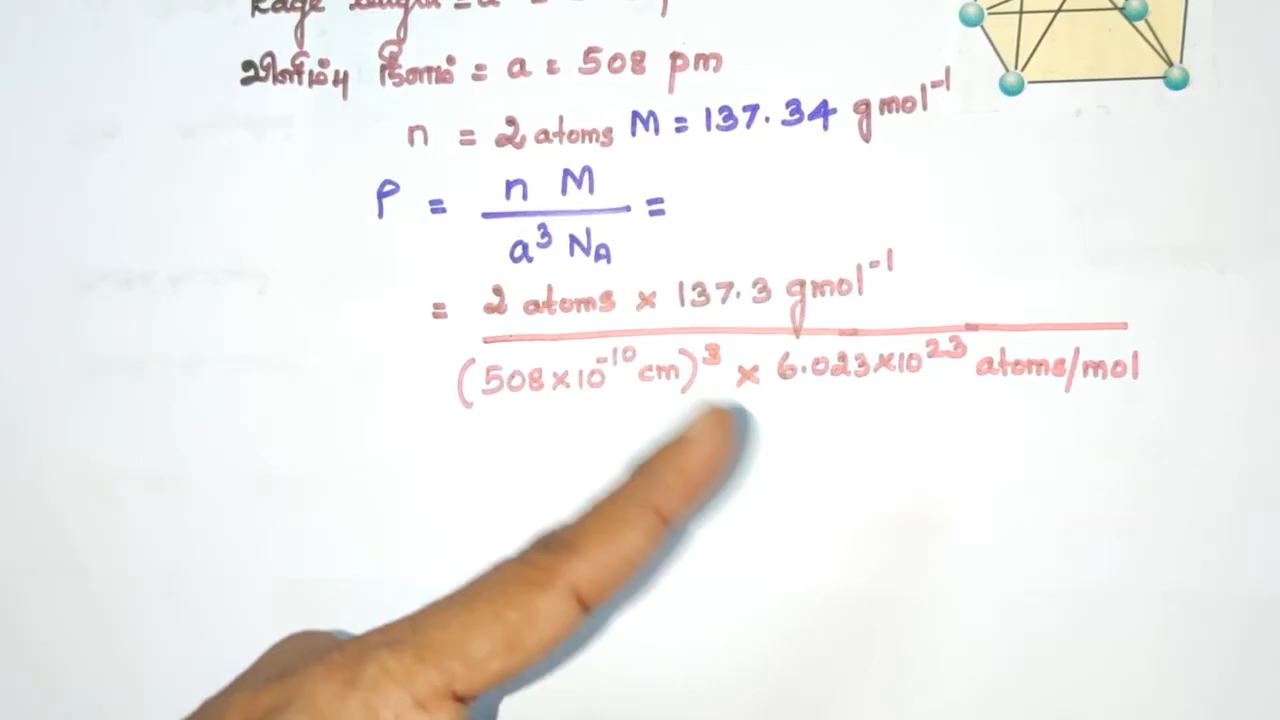 = a
விளிம்பு நீளம் = a = 508 pm
n = 2 atoms M = 137.34 gmol⁻¹
ρ = n M / a³ N_A =
= 2 atoms × 137.3 gmol⁻¹
(508×10⁻¹⁰ cm)³ × 6.023×10²³ atoms/mol